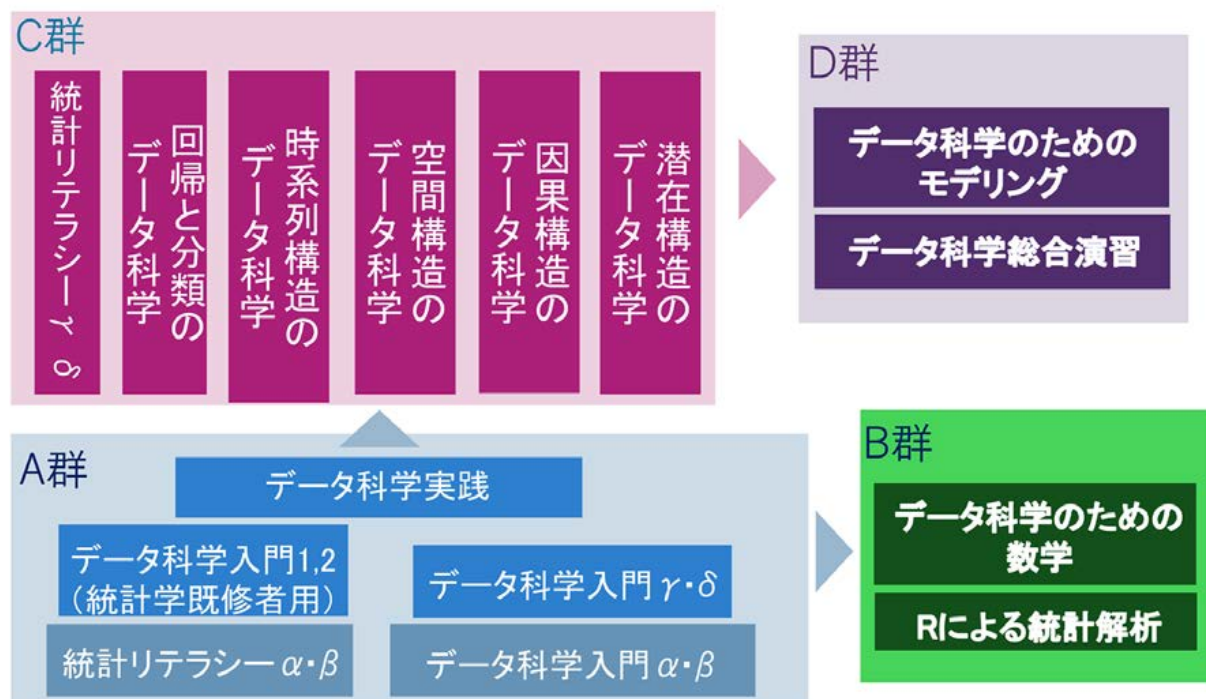 C群
統計リテラシーγ δ
回帰と分類の
データ科学
時系列構造の
データ科学
空間構造の
データ科学
因果構造の
データ科学
潜在構造の
データ科学
D群
データ科学のための
モデリング
データ科学総合演習
A群
データ科学実践
データ科学入門1,2
(統計学既修者用)
データ科学入門γ・δ
統計リテラシーα・β
データ科学入門α・β
B群
データ科学のための
数学
Rによる統計解析